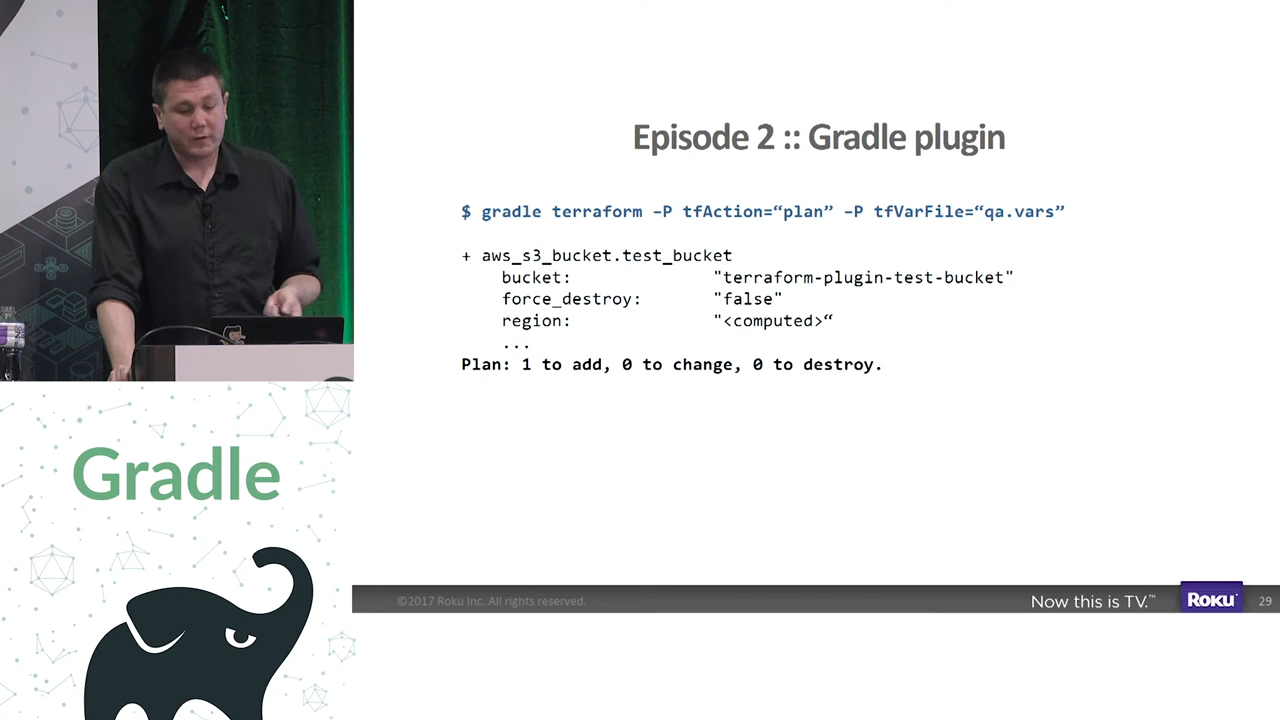 Episode 2 :: Gradle plugin
$ gradle terraform –P tfAction=“plan” –P tfVarFile=“qa.vars”
+ aws_s3_bucket.test_bucket
bucket: "terraform-plugin-test-bucket"
force_destroy: "false"
region: "<computed>“
...
Plan: 1 to add, 0 to change, 0 to destroy.
Gradle
©2017 Roku Inc. All rights reserved.
Now this is TV.™
ROKU
29